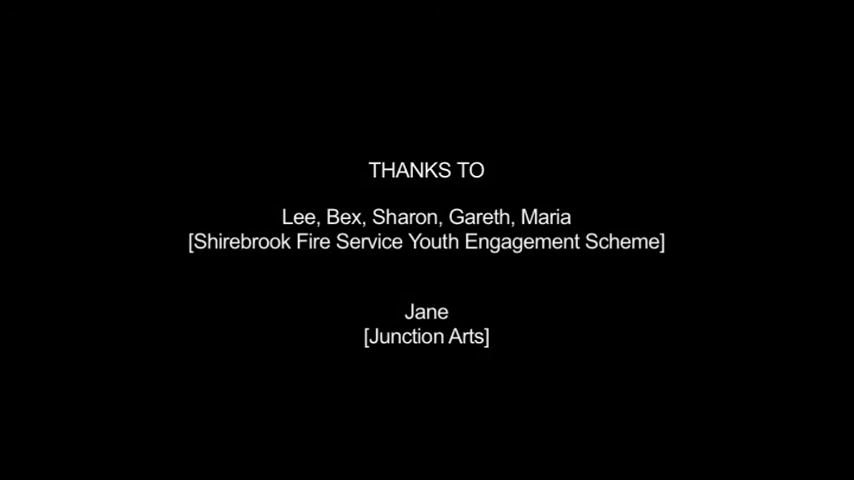 THANKS TO
Lee, Bex, Sharon, Gareth, Maria
[Shirebrook Fire Service Youth Engagement Scheme]
Jane
[Junction Arts]